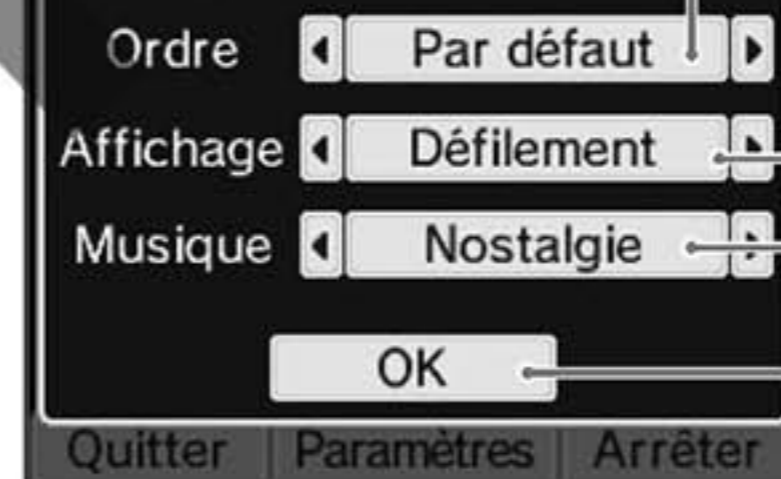 Ordre Par défaut
Affichage Défilement
Musique Nostalgie
OK
Quitter Paramètres Arrêter